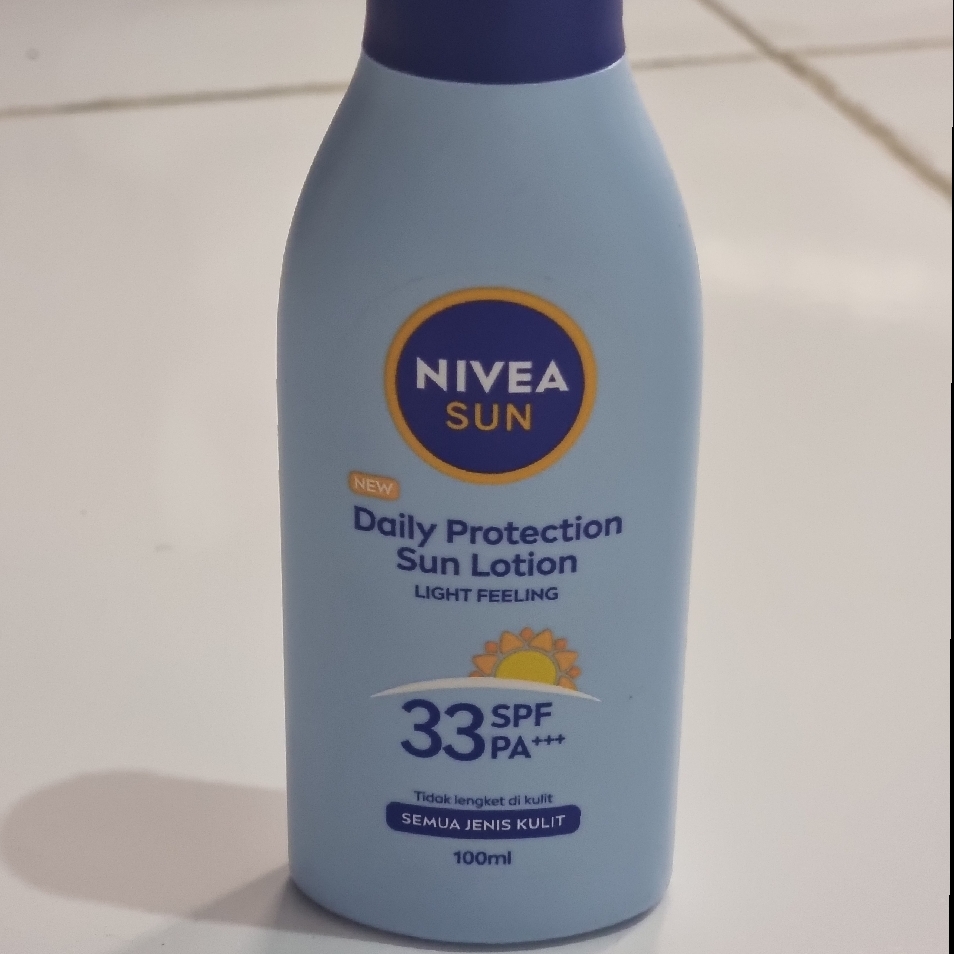 NIVEA
SUN
NEW
Daily Protection
Sun Lotion
LIGHT FEELING
33 SPF
PA+++
Tidak lengket di kulit
SEMUA JENIS KULIT
100ml